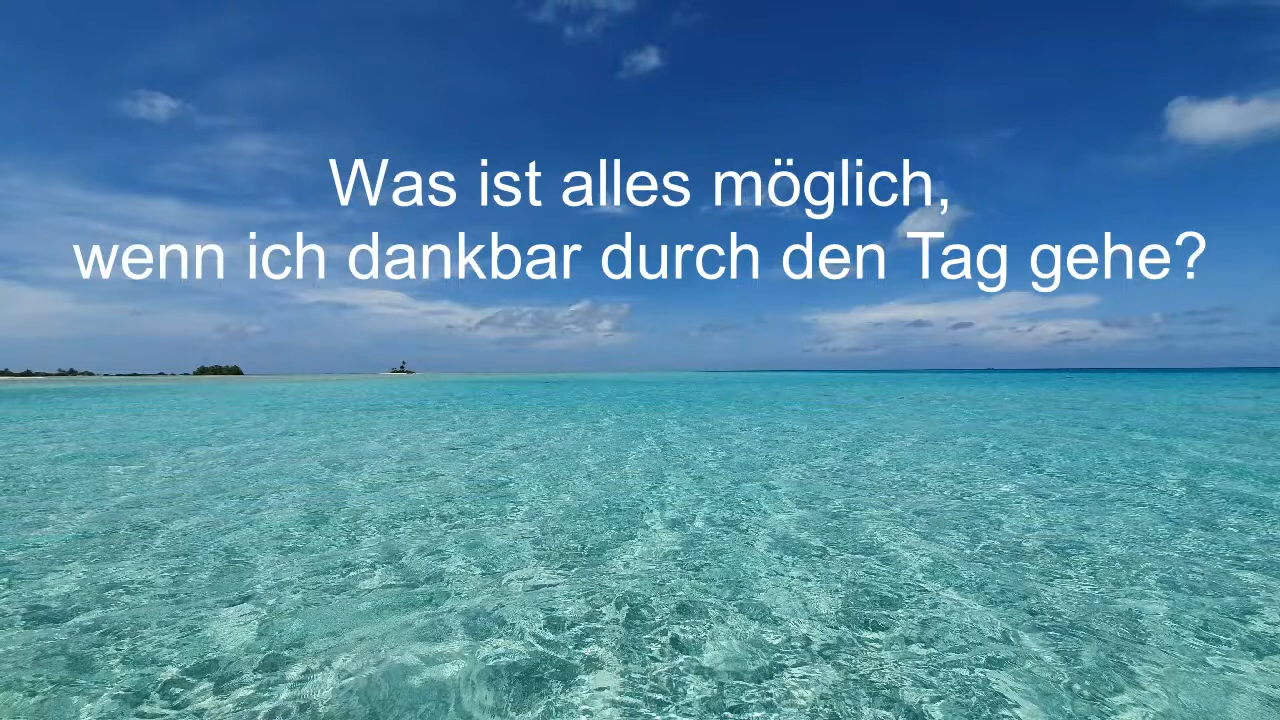 Was ist alles möglich,
wenn ich dankbar durch den Tag gehe?